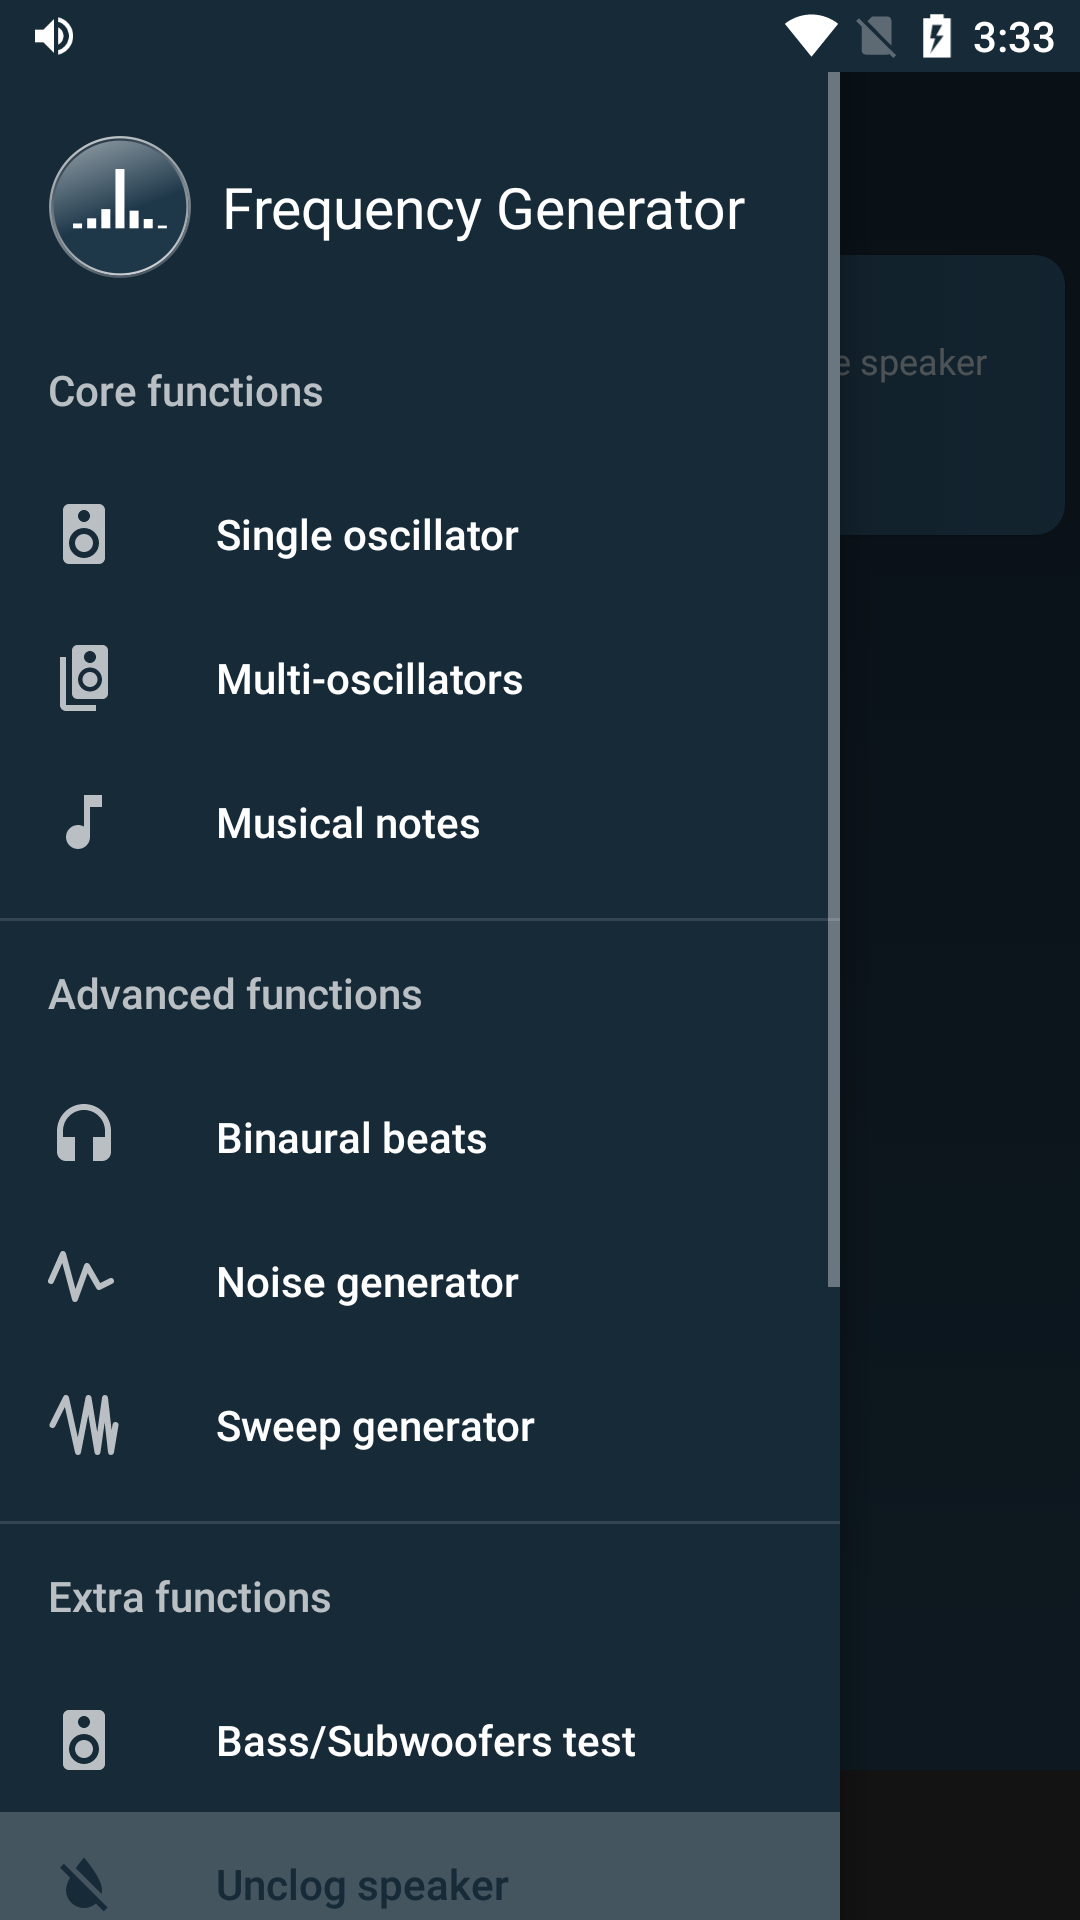 3:33
Frequency Generator
e speaker
Core functions
Single oscillator
Multi-oscillators
Musical notes
Advanced functions
Binaural beats
Noise generator
Sweep generator
Extra functions
Bass/Subwoofers test
Unclog speaker